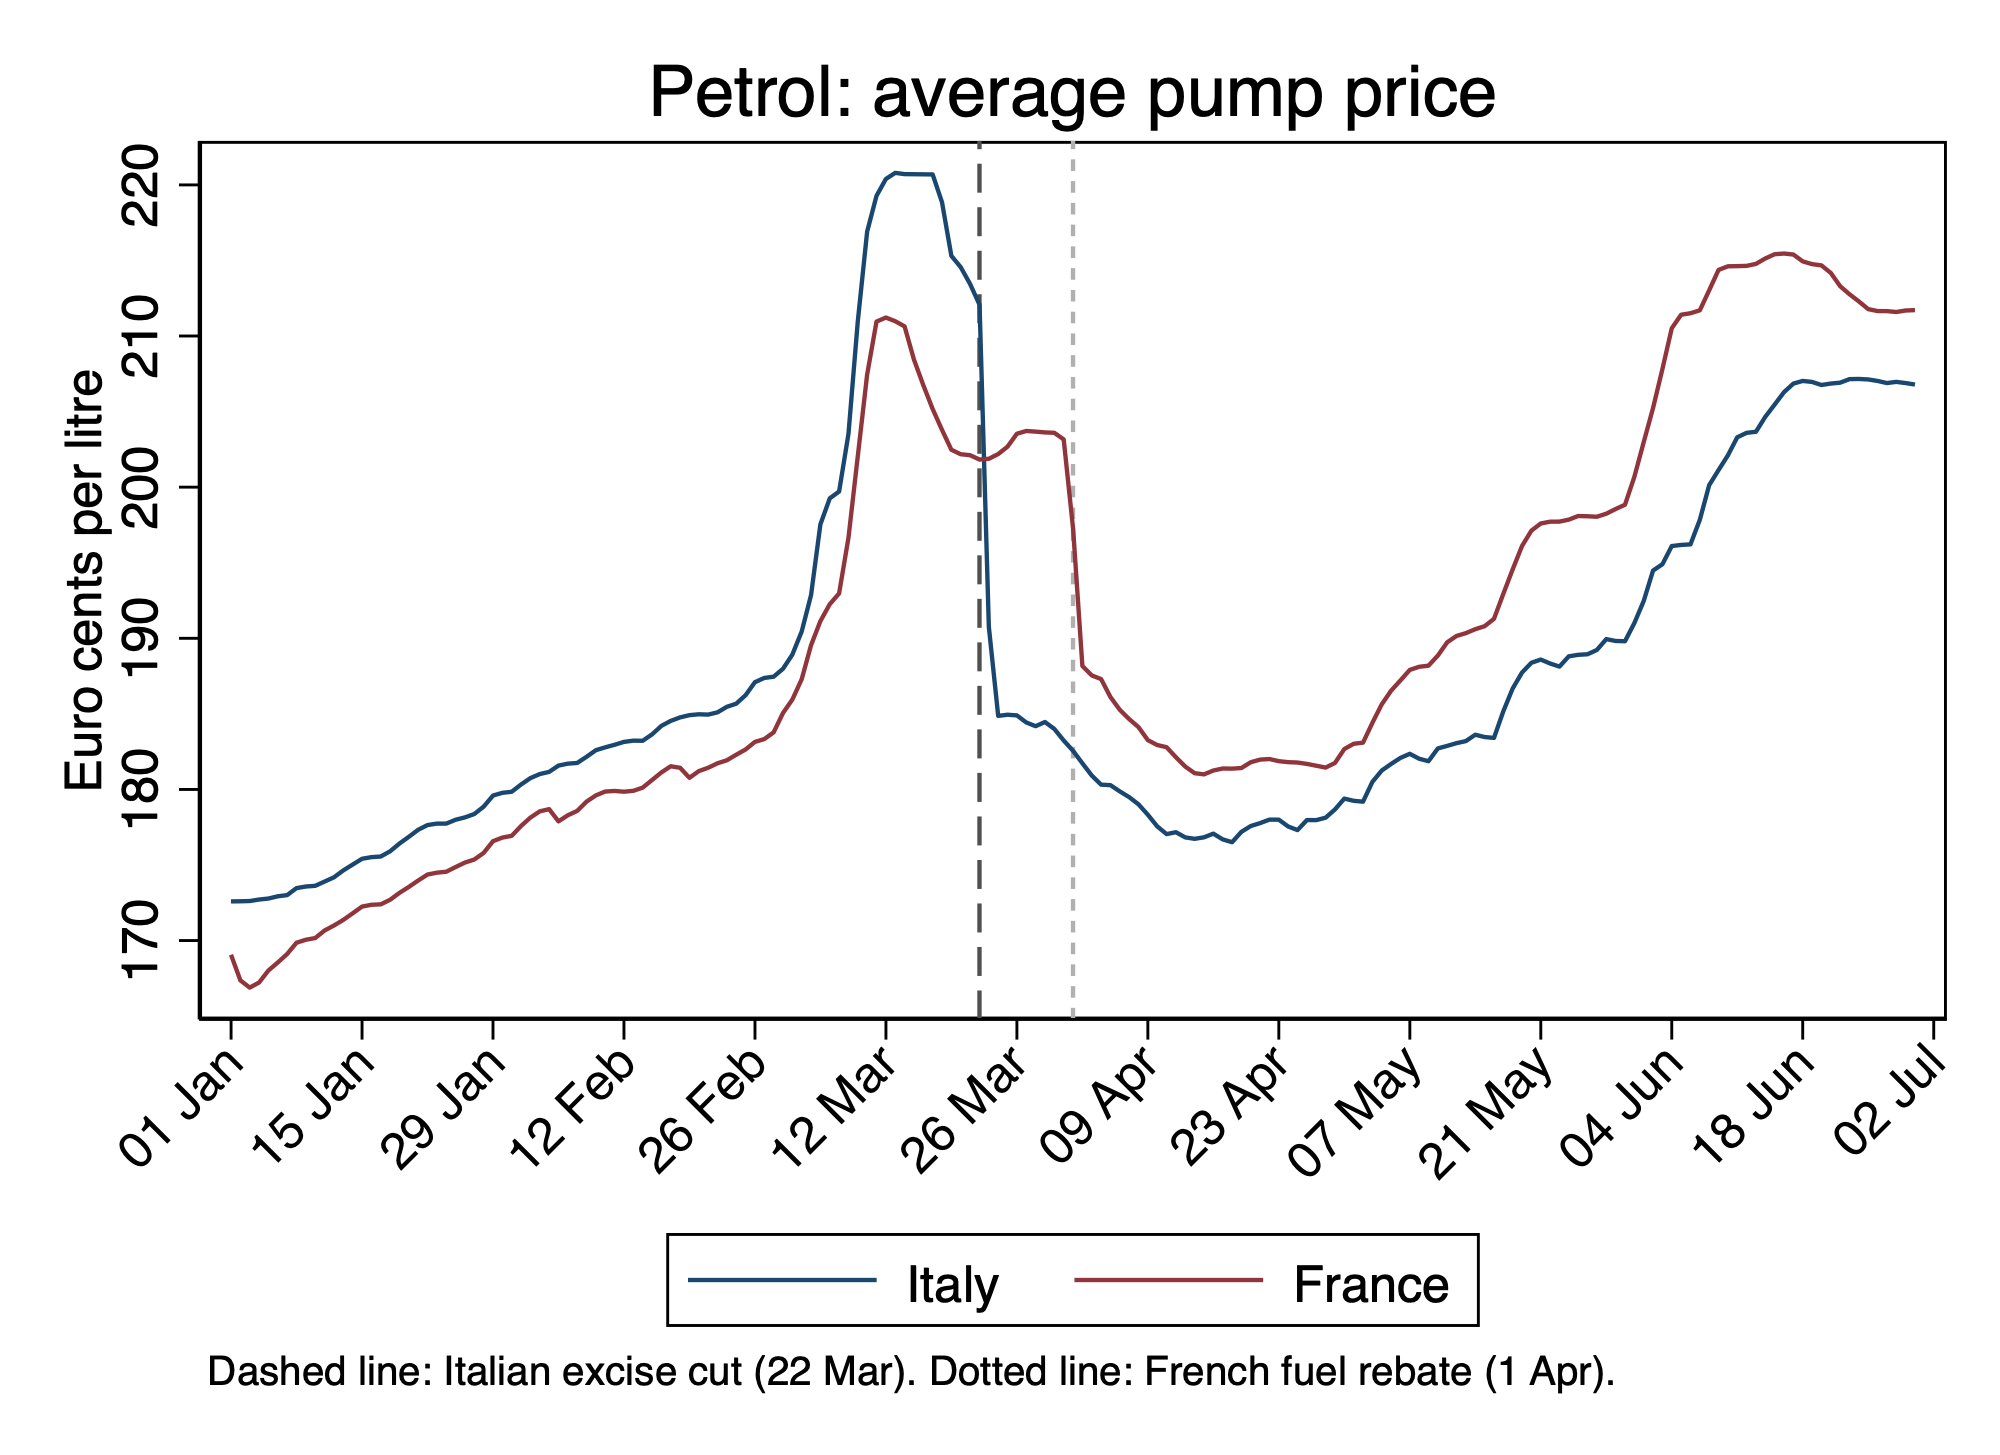 Petrol: average pump price
Euro cents per litre
220
210
200
190
180
170
01 Jan
15 Jan
29 Jan
12 Feb
26 Feb
12 Mar
26 Mar
09 Apr
23 Apr
07 May
21 May
04 Jun
18 Jun
02 Jul
Italy
France
Dashed line: Italian excise cut (22 Mar). Dotted line: French fuel rebate (1 Apr).